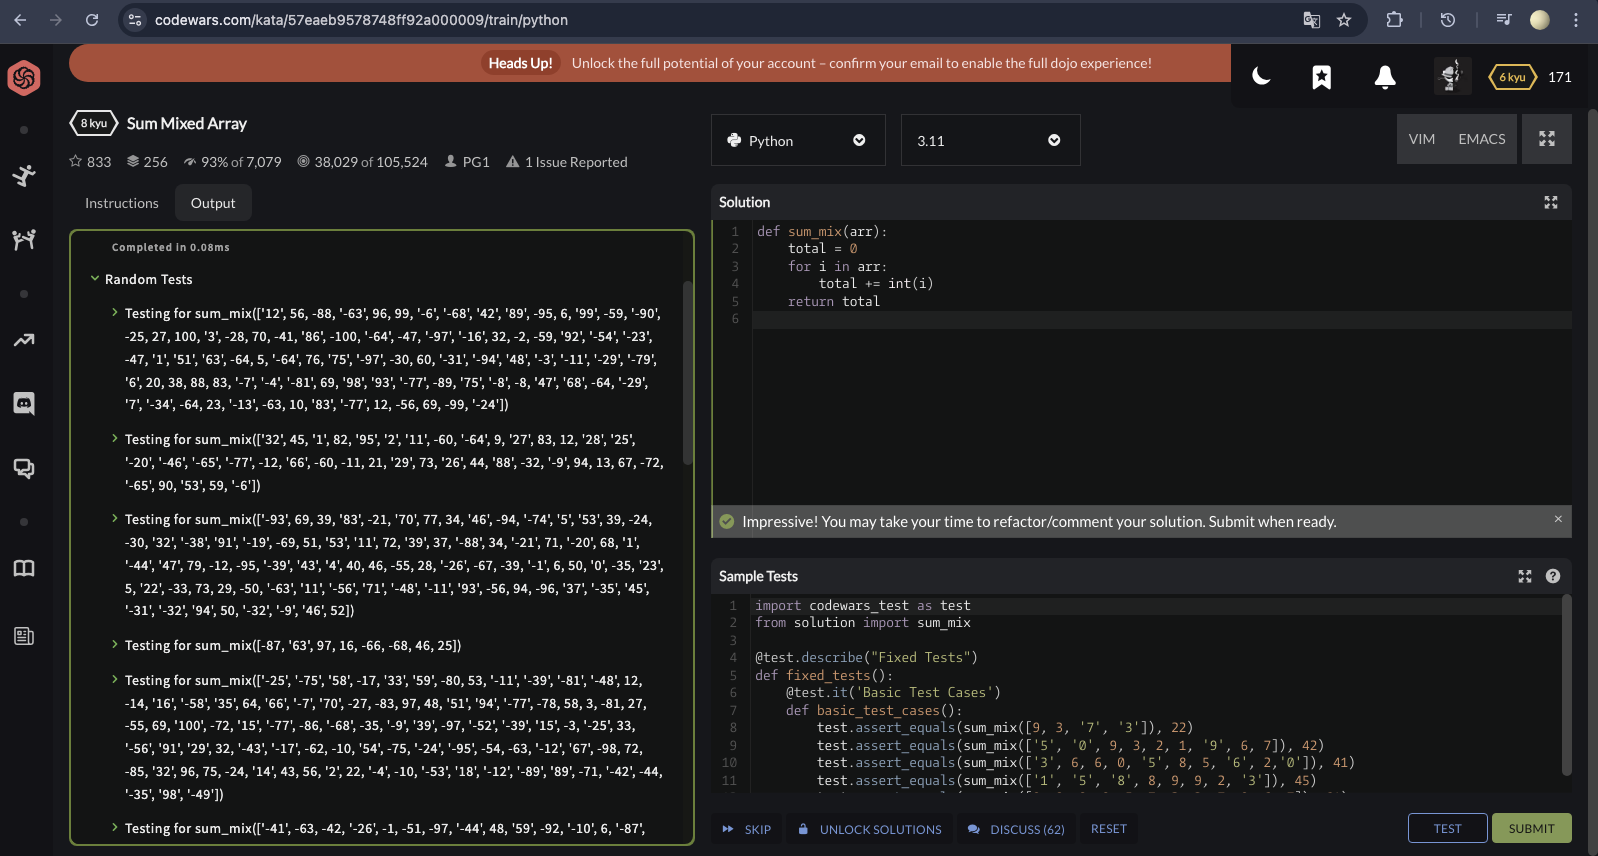 codewars.com/kata/57eaeb9578748ff92a000009/train/python
Heads Up! Unlock the full potential of your account – confirm your email to enable the full dojo experience!
6 kyu 171
8 kyu Sum Mixed Array
833 256 93% of 7,079 38,029 of 105,524 PG1 1 Issue Reported
Instructions Output
Completed in 0.08ms
Random Tests
Testing for sum_mix(['12', 56, -88, '-63', 96, 99, '-6', '-68', '42', '89', -95, 6, '99', -59, '-90',
-25, 27, 100, '3', -28, 70, -41, '86', -100, '-64', -47, '-97', '-16', 32, -2, -59, '92', '-54', '-23',
-47, '1', '51', '63', -64, 5, '-64', 76, '75', '-97', -30, 60, '-31', '-94', '48', '-3', '-11', '-29', '-79',
'6', 20, 38, 88, 83, '-7', '-4', '-81', 69, '98', '93', '-77', -89, '75', '-8', -8, '47', '68', -64, '-29',
'7', '-34', -64, 23, '-13', -63, 10, '83', '-77', 12, -56, 69, -99, '-24'])
Testing for sum_mix(['32', 45, '1', 82, '95', '2', '11', -60, '-64', 9, '27', 83, 12, '28', '25',
'-20', '-46', '-65', '-77', -12, '66', -60, -11, 21, '29', 73, '26', 44, '88', -32, '-9', 94, 13, 67, -72,
'-65', 90, '53', 59, '-6'])
Testing for sum_mix(['-93', 69, 39, '83', -21, '70', 77, 34, '46', -94, '-74', '5', '53', 39, -24,
-30, '32', '-38', '91', '-19', -69, 51, '53', '11', 72, '39', 37, '-88', 34, '-21', 71, '-20', 68, '1',
'-44', '47', 79, -12, -95, '-39', '43', '4', 40, 46, -55, 28, '-26', -67, -39, '-1', 6, 50, '0', -35, '23',
5, '22', -33, 73, 29, -50, '-63', '11', '-56', '71', '-48', '-11', '93', -56, 94, -96, '37', '-35', '45',
'-31', '-32', '94', 50, '-32', '-9', '46', 52])
Testing for sum_mix([-87, '63', 97, 16, -66, -68, 46, 25])
Testing for sum_mix(['-25', '-75', '58', -17, '33', '59', -80, 53, '-11', '-39', '-81', '-48', 12,
-14, '16', '-58', '35', 64, '66', '-7', '70', -27, -83, 97, 48, '51', '94', '-77', -78, 58, 3, -81, 27,
-55, 69, '100', -72, '15', '-77', -86, '-68', -35, '-9', '39', -97, '-52', '-39', '15', -3, '-25', 33,
'-56', '91', '29', 32, '-43', '-17', -62, -10, '54', -75, '-24', '-95', -54, -63, '-12', '67', -98, 72,
-85, '32', 96, 75, -24, '14', 43, 56, '2', 22, '-4', -10, '-53', '18', '-12', '-89', '89', -71, '-42', -44,
'-35', '98', '-49'])
Testing for sum_mix(['-41', -63, -42, '-26', -1, -51, -97, '-44', 48, '59', -92, '-10', 6, '-87',
Python 3.11 VIM EMACS
Solution
1 def sum_mix(arr):
2 total = 0
3 for i in arr:
4 total += int(i)
5 return total
6
Impressive! You may take your time to refactor/comment your solution. Submit when ready. ×
Sample Tests
1 import codewars_test as test
2 from solution import sum_mix
3
4 @test.describe("Fixed Tests")
5 def fixed_tests():
6 @test.it('Basic Test Cases')
7 def basic_test_cases():
8 test.assert_equals(sum_mix([9, 3, '7', '3']), 22)
9 test.assert_equals(sum_mix(['5', '0', 9, 3, 2, 1, '9', 6, 7]), 42)
10 test.assert_equals(sum_mix(['3', 6, 6, 0, '5', 8, 5, '6', 2,'0']), 41)
11 test.assert_equals(sum_mix(['1', '5', '8', 8, 9, 9, 2, '3']), 45)
SKIP UNLOCK SOLUTIONS DISCUSS (62) RESET TEST SUBMIT